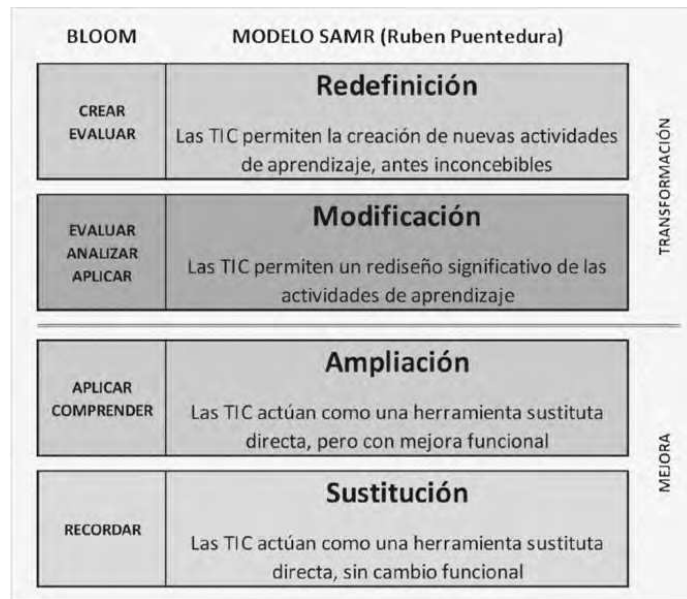 BLOOM
MODELO SAMR (Ruben Puentedura)
CREAR
EVALUAR
Redefinición
Las TIC permiten la creación de nuevas actividades
de aprendizaje, antes inconcebibles
EVALUAR
ANALIZAR
APLICAR
Modificación
Las TIC permiten un rediseño significativo de las
actividades de aprendizaje
TRANSFORMACIÓN
APLICAR
COMPRENDER
Ampliación
Las TIC actúan como una herramienta sustituta
directa, pero con mejora funcional
RECORDAR
Sustitución
Las TIC actúan como una herramienta sustituta
directa, sin cambio funcional
MEJORA